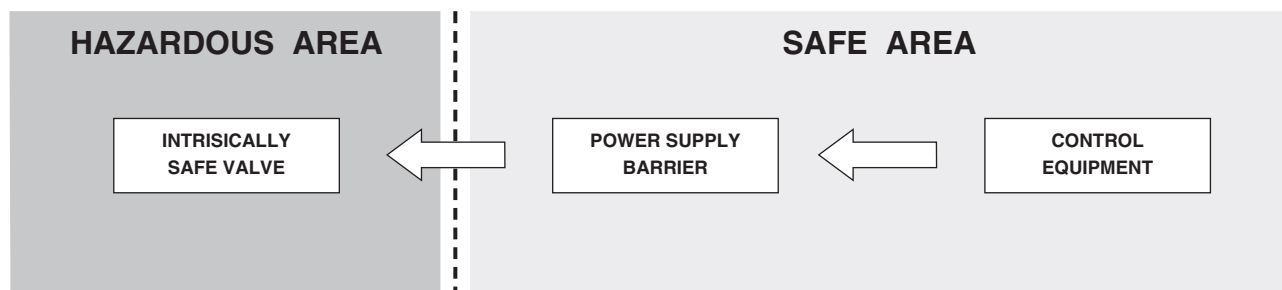 HAZARDOUS AREA
SAFE AREA
INTRISICALLY
SAFE VALVE
POWER SUPPLY
BARRIER
CONTROL
EQUIPMENT